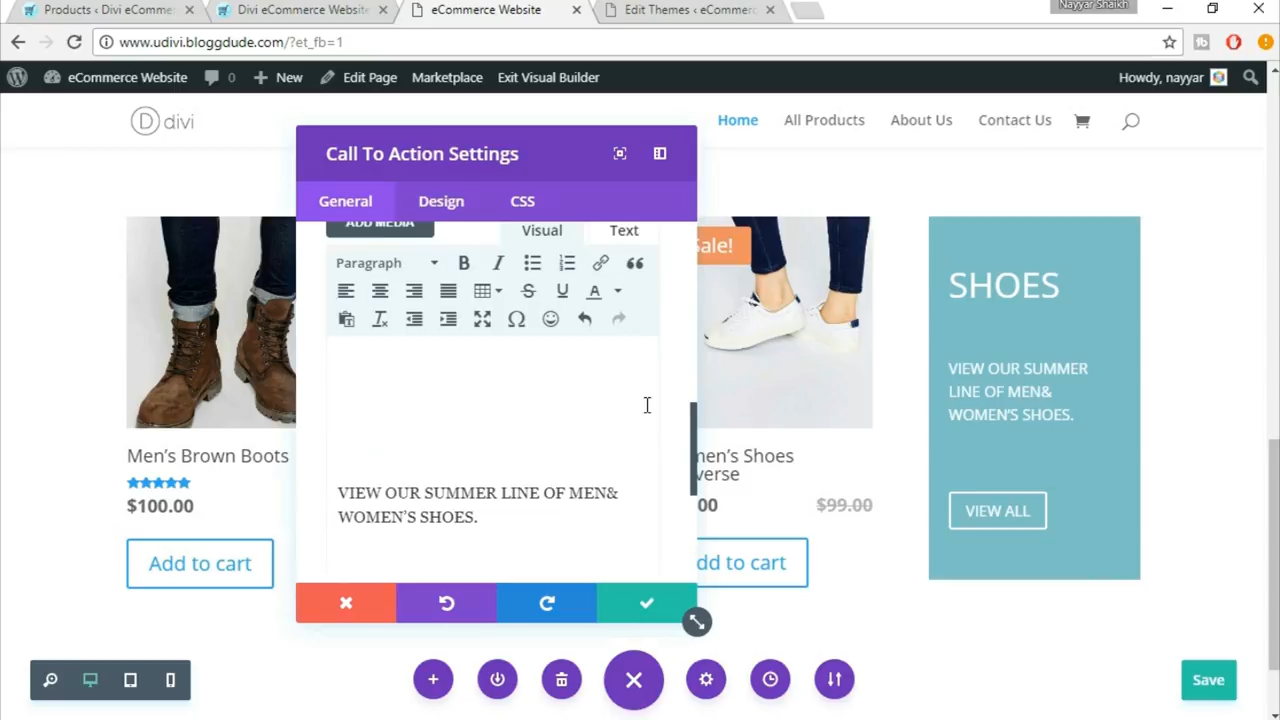 Products ‹ Divi eComme
Divi eCommerce Website
eCommerce Website
Edit Themes ‹ eCommerc
Nayyar Shaikh
www.udivi.bloggdude.com/?et_fb=1
eCommerce Website
0
New
Edit Page
Marketplace
Exit Visual Builder
Howdy, nayyar
D divi
Home
All Products
About Us
Contact Us
Call To Action Settings
General
Design
CSS
ADD MEDIA
Visual
Text
Paragraph
B
I
U
A
VIEW OUR SUMMER LINE OF MEN&
WOMEN'S SHOES.
Men's Brown Boots
$100.00
Add to cart
Sale!
men's Shoes
verse
00
$99.00
dd to cart
SHOES
VIEW OUR SUMMER
LINE OF MEN&
WOMEN'S SHOES.
VIEW ALL
Save